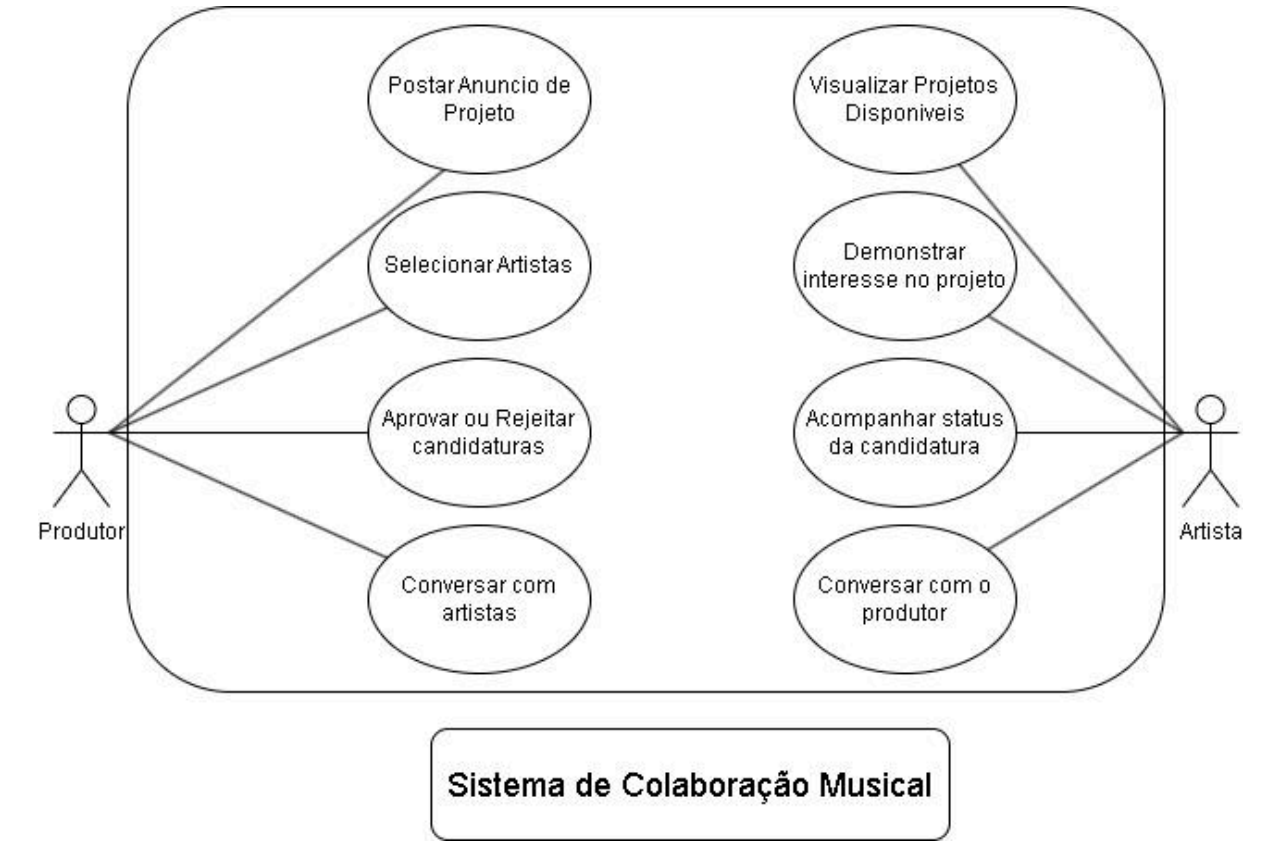 Postar Anuncio de
Projeto
Visualizar Projetos
Disponiveis
Selecionar Artistas
Demonstrar
interesse no projeto
Aprovar ou Rejeitar
candidaturas
Acompanhar status
da candidatura
Produtor
Artista
Conversar com
artistas
Conversar com o
produtor
Sistema de Colaboração Musical